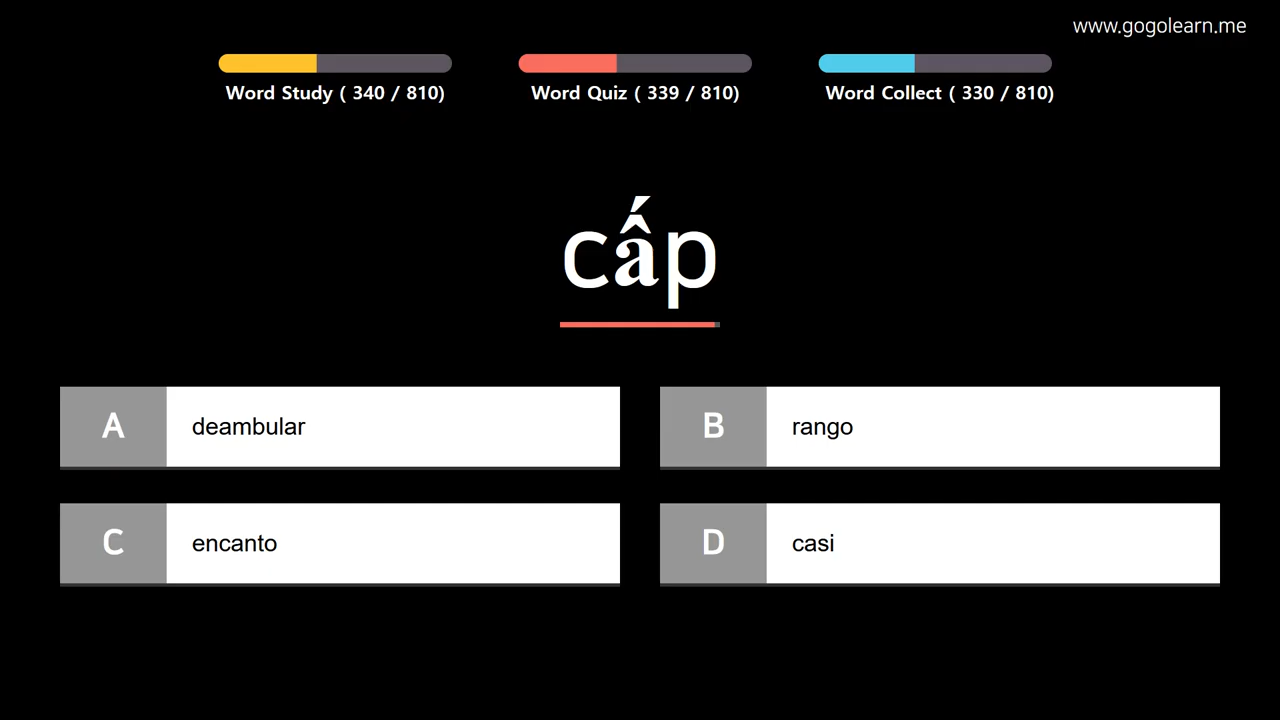 www.gogolearn.me
Word Study ( 340 / 810) Word Quiz ( 339 / 810) Word Collect ( 330 / 810)
cấp
A deambular
B rango
C encanto
D casi